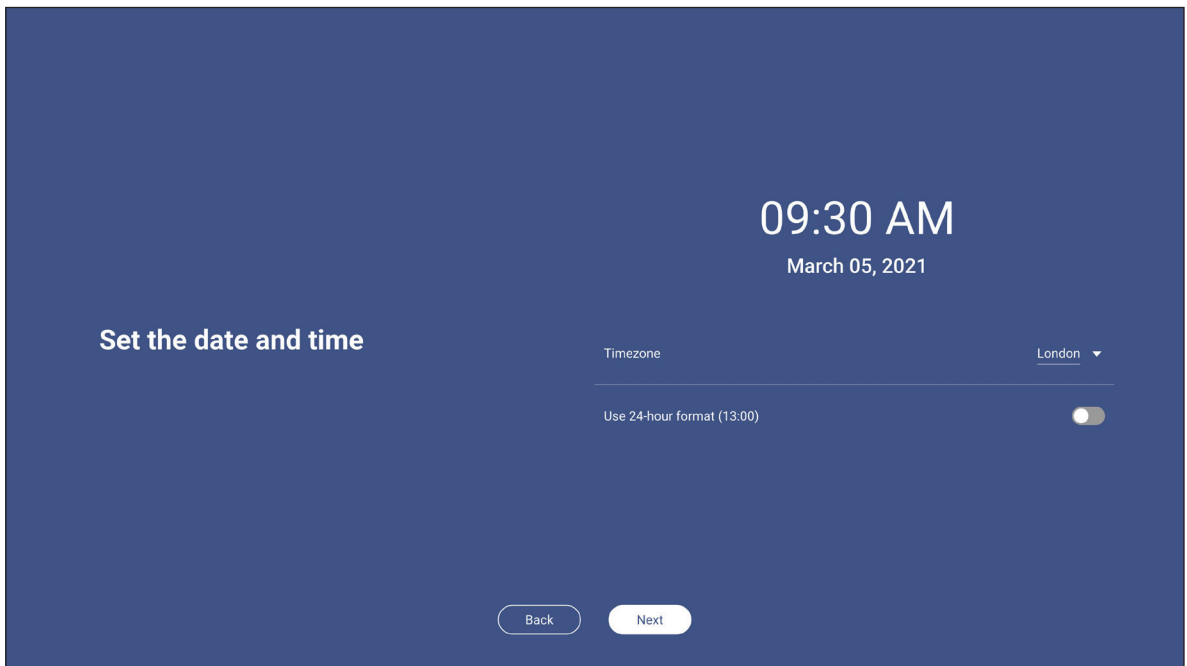 09:30 AM
March 05, 2021
Set the date and time
Timezone
London
Use 24-hour format (13:00)
Back
Next